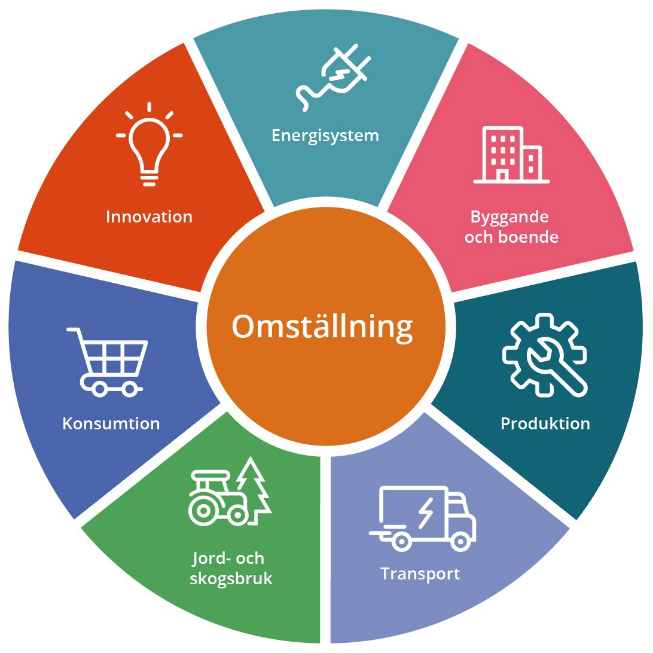 Energisystem
Byggande
och boende
Produktion
Transport
Jord- och
skogsbruk
Konsumtion
Innovation
Omställning